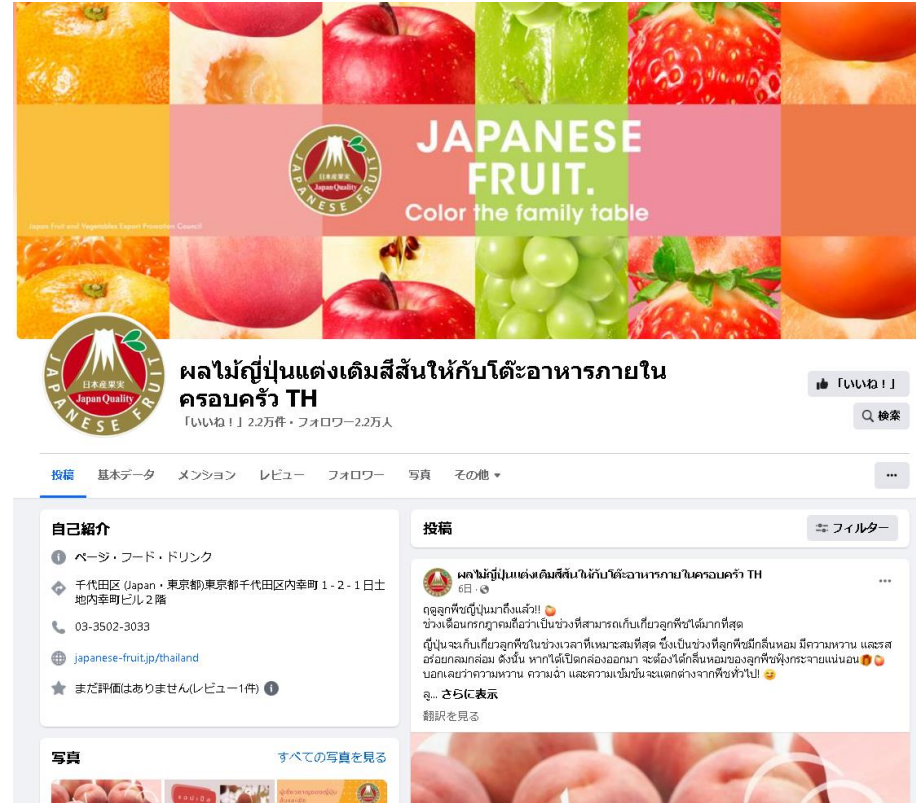 JAPANESE
FRUIT.
Color the family table
日本産果実
Japan Quality
JAPANESE FRUIT
Japan Fruit and Vegetables Export Promotion Council
日本産果実
Japan Quality
JAPANESE FRUIT
ผลไม้ญี่ปุ่นแต่งเติมสีสันให้กับโต๊ะอาหารภายใน
ครอบครัว TH
「いいね！」2.2万件・フォロワー2.2万人
「いいね！」
検索
投稿 基本データ メンション レビュー フォロワー 写真 その他
自己紹介
ページ・フード・ドリンク
千代田区 (Japan・東京都)東京都千代田区内幸町１-２-１日土
地内幸町ビル２階
03-3502-3033
japanese-fruit.jp/thailand
まだ評価はありません(レビュー1件)
写真
すべての写真を見る
投稿
フィルター
ผลไม้ญี่ปุ่นแต่งเติมสีสันให้กับโต๊ะอาหารภายในครอบครัว TH
6日
ฤดูลูกพีชญี่ปุ่นมาถึงแล้ว!! 🍑
ช่วงเดือนกรกฎาคมถือว่าเป็นช่วงที่สามารถเก็บเกี่ยวลูกพีชได้มากที่สุด
ญี่ปุ่นจะเก็บเกี่ยวลูกพีชในช่วงเวลาที่เหมาะสมที่สุด ซึ่งเป็นช่วงที่ลูกพีชมีกลิ่นหอม มีความหวาน และรส
อร่อยกลมกล่อม ดังนั้น หากได้เปิดกล่องออกมา จะต้องได้กลิ่นหอมของลูกพีชฟุ้งกระจายแน่นอน🎁🍑
บอกเลยว่าความหวาน ความฉ่ำ และความเข้มข้นจะแตกต่างจากพีชทั่วไป! 😋
ลู... さらに表示
翻訳を見る